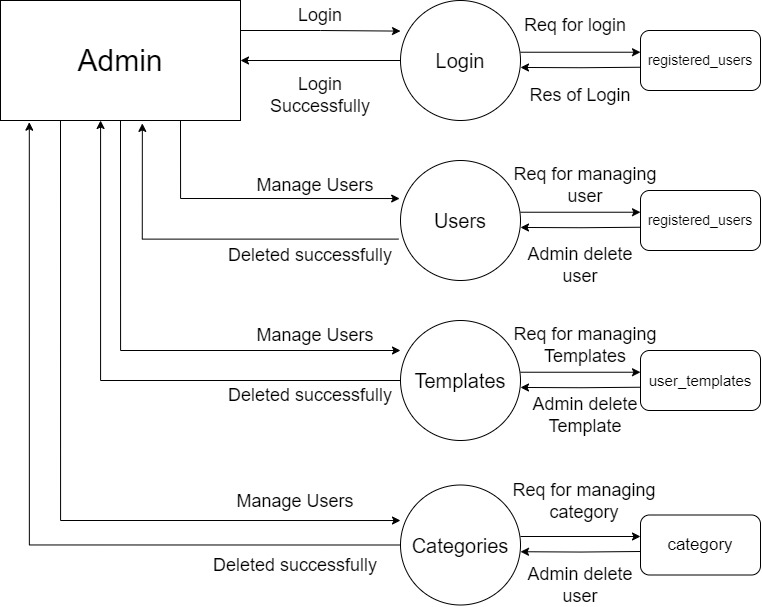 Admin
Login
Login
Successfully
Login
Req for login
Res of Login
registered_users
Manage Users
Deleted successfully
Users
Req for managing
user
Admin delete
user
registered_users
Manage Users
Deleted successfully
Templates
Req for managing
Templates
Admin delete
Template
user_templates
Manage Users
Deleted successfully
Categories
Req for managing
category
Admin delete
user
category